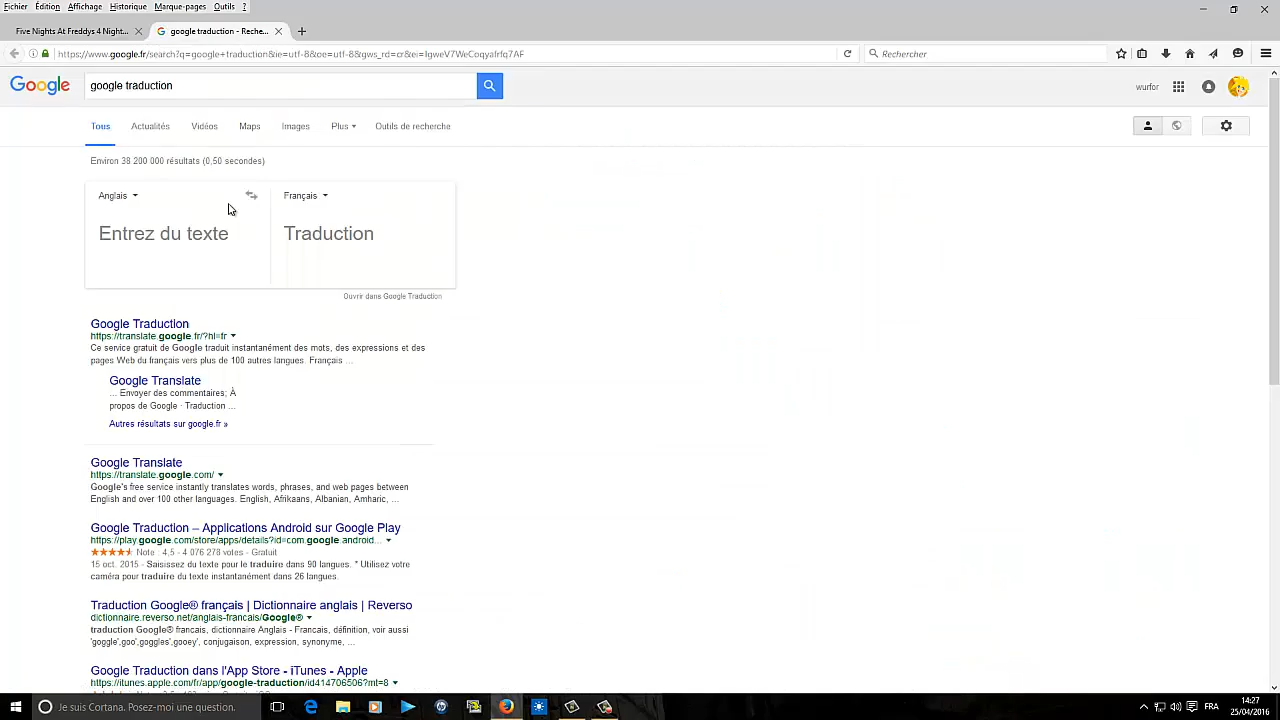 Fichier Édition Affichage Historique Marque-pages Outils ?
Five Nights At Freddys 4 Night... google traduction - Reche...
https://www.google.fr/search?q=google+traduction&ie=utf-8&oe=utf-8&gws_rd=cr&ei=
Rechercher
Google google traduction wurfor
Tous Actualités Vidéos Maps Images Plus Outils de recherche
Environ 38 200 000 résultats (0,50 secondes)
Anglais Français
Entrez du texte Traduction
Ouvrir dans Google Traduction
Google Traduction
https://translate.google.fr/?hl=fr
Ce service gratuit de Google traduit instantanément des mots, des expressions et des
pages Web du français vers plus de 100 autres langues. Français ...
Google Translate
... Envoyer des commentaires; À
propos de Google · Traduction ...
Autres résultats sur google.fr »
Google Translate
https://translate.google.com/
Google's free service instantly translates words, phrases, and web pages between
English and over 100 other languages. English, Afrikaans, Albanian, Amharic, ...
Google Traduction – Applications Android sur Google Play
https://play.google.com/store/apps/details?id=com.google.android...
Note : 4,5 - 4 076 278 votes - Gratuit
15 oct. 2015 - Saisissez du texte pour le traduire dans 90 langues. * Utilisez votre
caméra pour traduire du texte instantanément dans 26 langues.
Traduction Google® français | Dictionnaire anglais | Reverso
dictionnaire.reverso.net/anglais-francais/Google®
traduction Google® francais, dictionnaire Anglais - Francais, définition, voir aussi
'goggle',goo',goggles',gooey', conjugaison, expression, synonyme, ...
Google Traduction dans l'App Store - iTunes - Apple
https://itunes.apple.com/fr/app/google-traduction/id414706506?mt=8
Je suis Cortana. Posez-moi une question.
FRA
14:27
25/04/2016